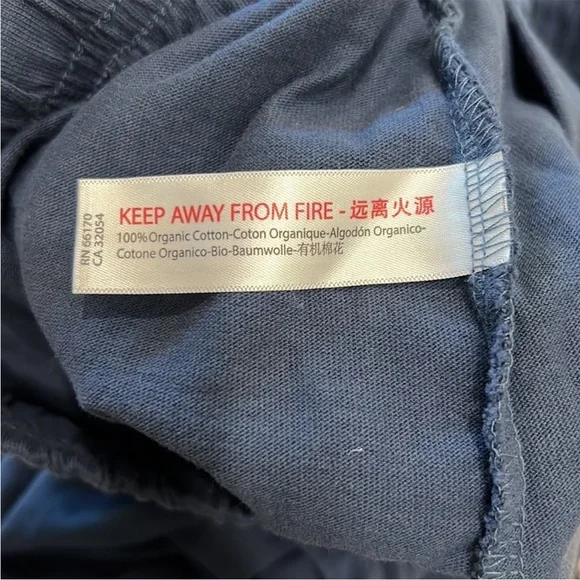 RN 66170
CA 32054
KEEP AWAY FROM FIRE - 远离火源
100% Organic Cotton-Coton Organique-Algodón Organico-
Cotone Organico-Bio-Baumwolle-有机棉花